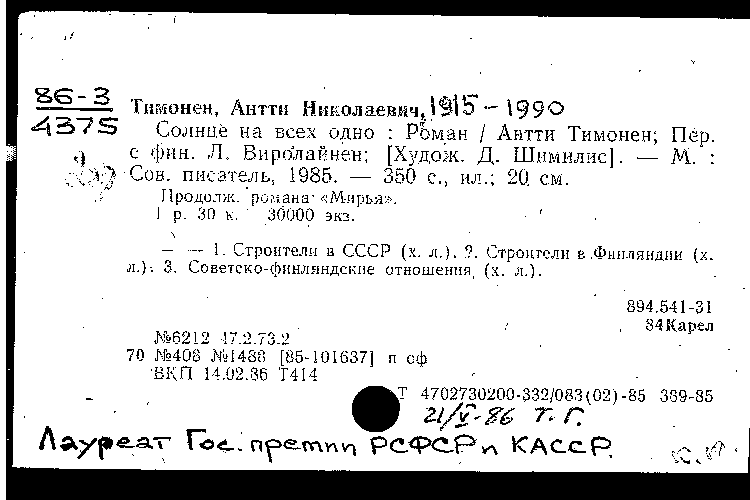 86-3
4375
Тимонен, Антти Николаевич, 1915 - 1990
Солнце на всех одно : Роман / Антти Тимонен; Пер.
с фин. Л. Виролайнен; [Худож. Д. Шимилис]. — М. :
Сов. писатель, 1985. — 350 с., ил.; 20 см.
Продолж. романа «Мирья».
1 р. 30 к. 30000 экз.
— — 1. Строители в СССР (х. л.). 2. Строители в Финляндии (х.
л.). 3. Советско-финляндские отношения (х. л.).
894.541-31
84Карел
№6212 47.2.73.2
70 №408 №1488 [85-101637] п сф
ВКП 14.02.86 Т414
Т 4702730200-332/083(02)-85 339-85
21/V-86 Т. Г.
Лауреат Гос. премии РСФСР и КАССР.